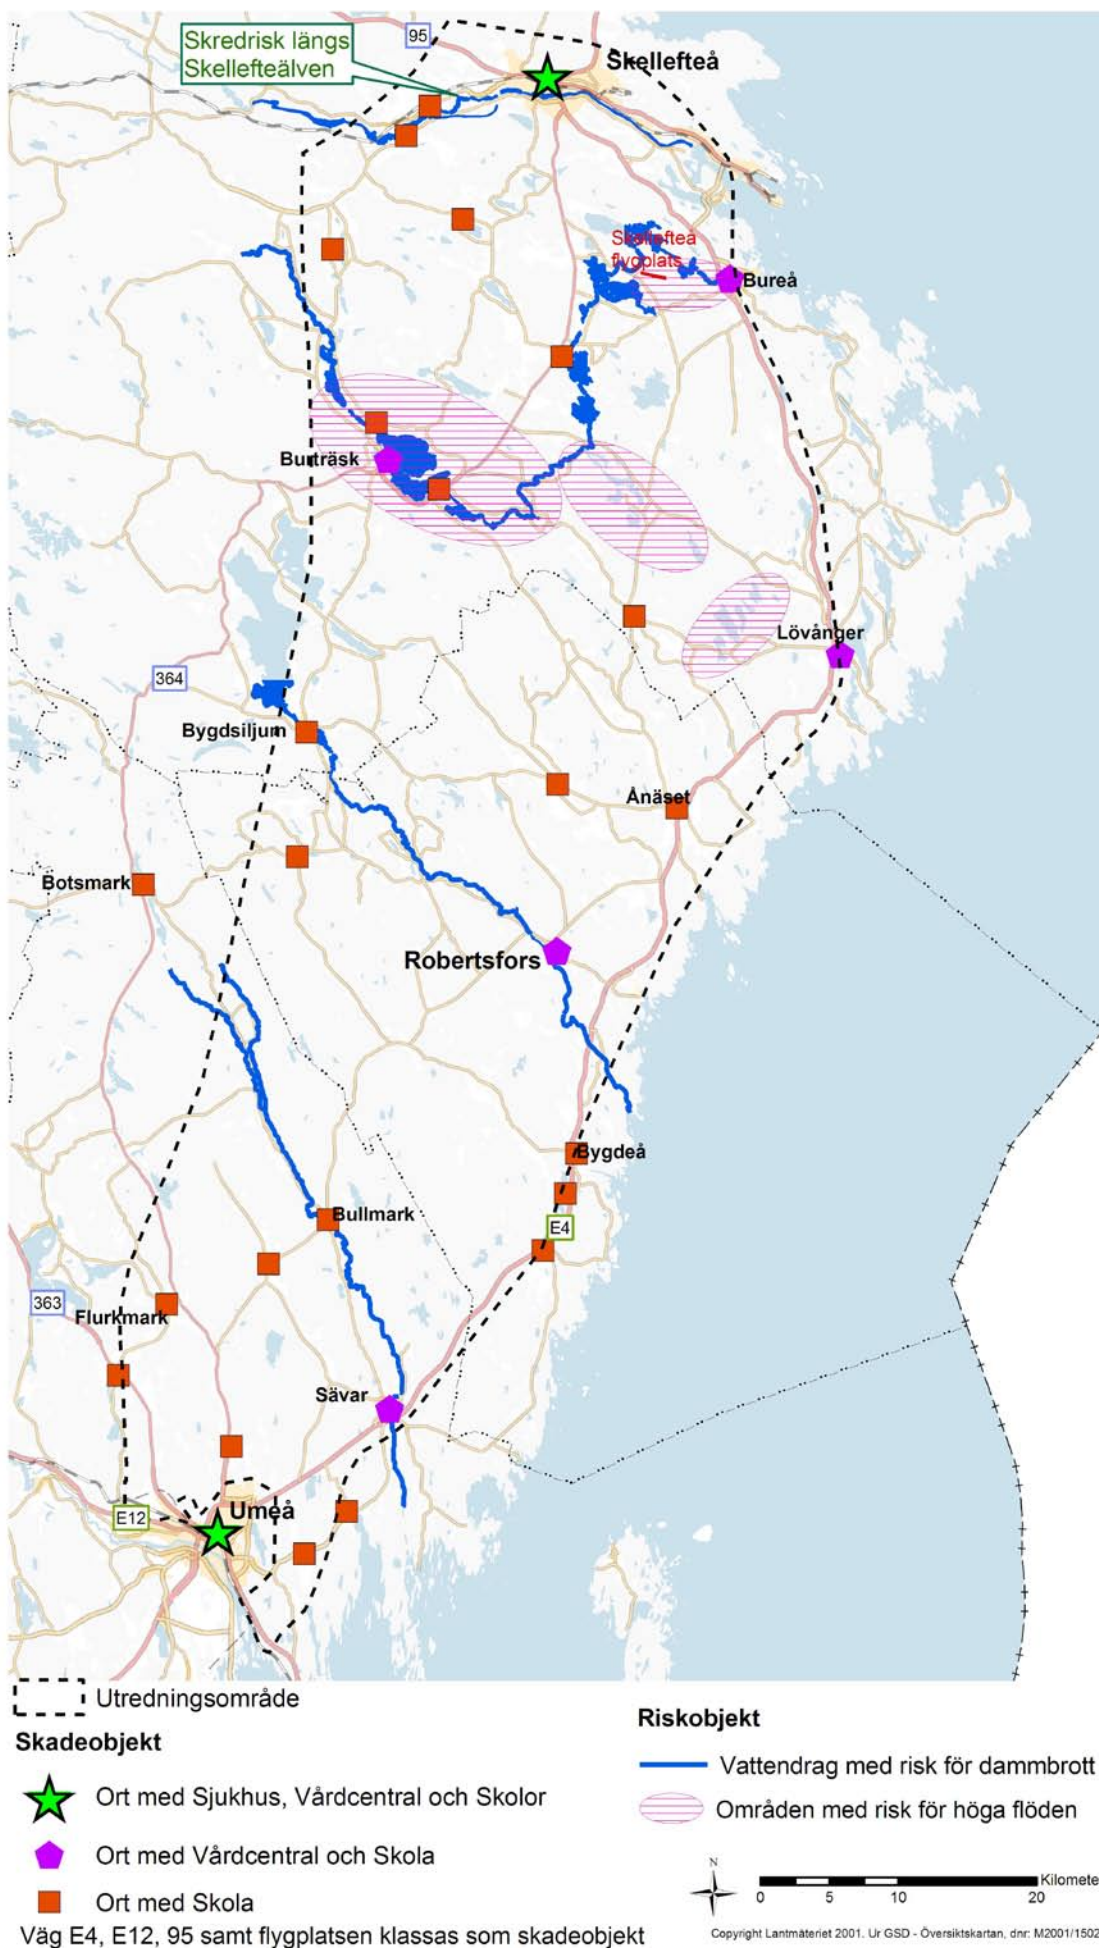 95
Skredrisk längs
Skellefteälven
Skellefteå
Skellefteå
flygplats
Bureå
Burträsk
Lövånger
364
Bygdsiljum
Ånäset
Botsmark
Robertsfors
Bygdeå
Bullmark
E4
363
Flurkmark
Sävar
E12
Umeå
Utredningsområde
Skadeobjekt
Ort med Sjukhus, Vårdcentral och Skolor
Ort med Vårdcentral och Skola
Ort med Skola
Väg E4, E12, 95 samt flygplatsen klassas som skadeobjekt
Riskobjekt
Vattendrag med risk för dammbrott
Områden med risk för höga flöden
N
Kilomete
0 5 10 20
Copyright Lantmäteriet 2001. Ur GSD - Översiktskartan, dnr: M2001/1502